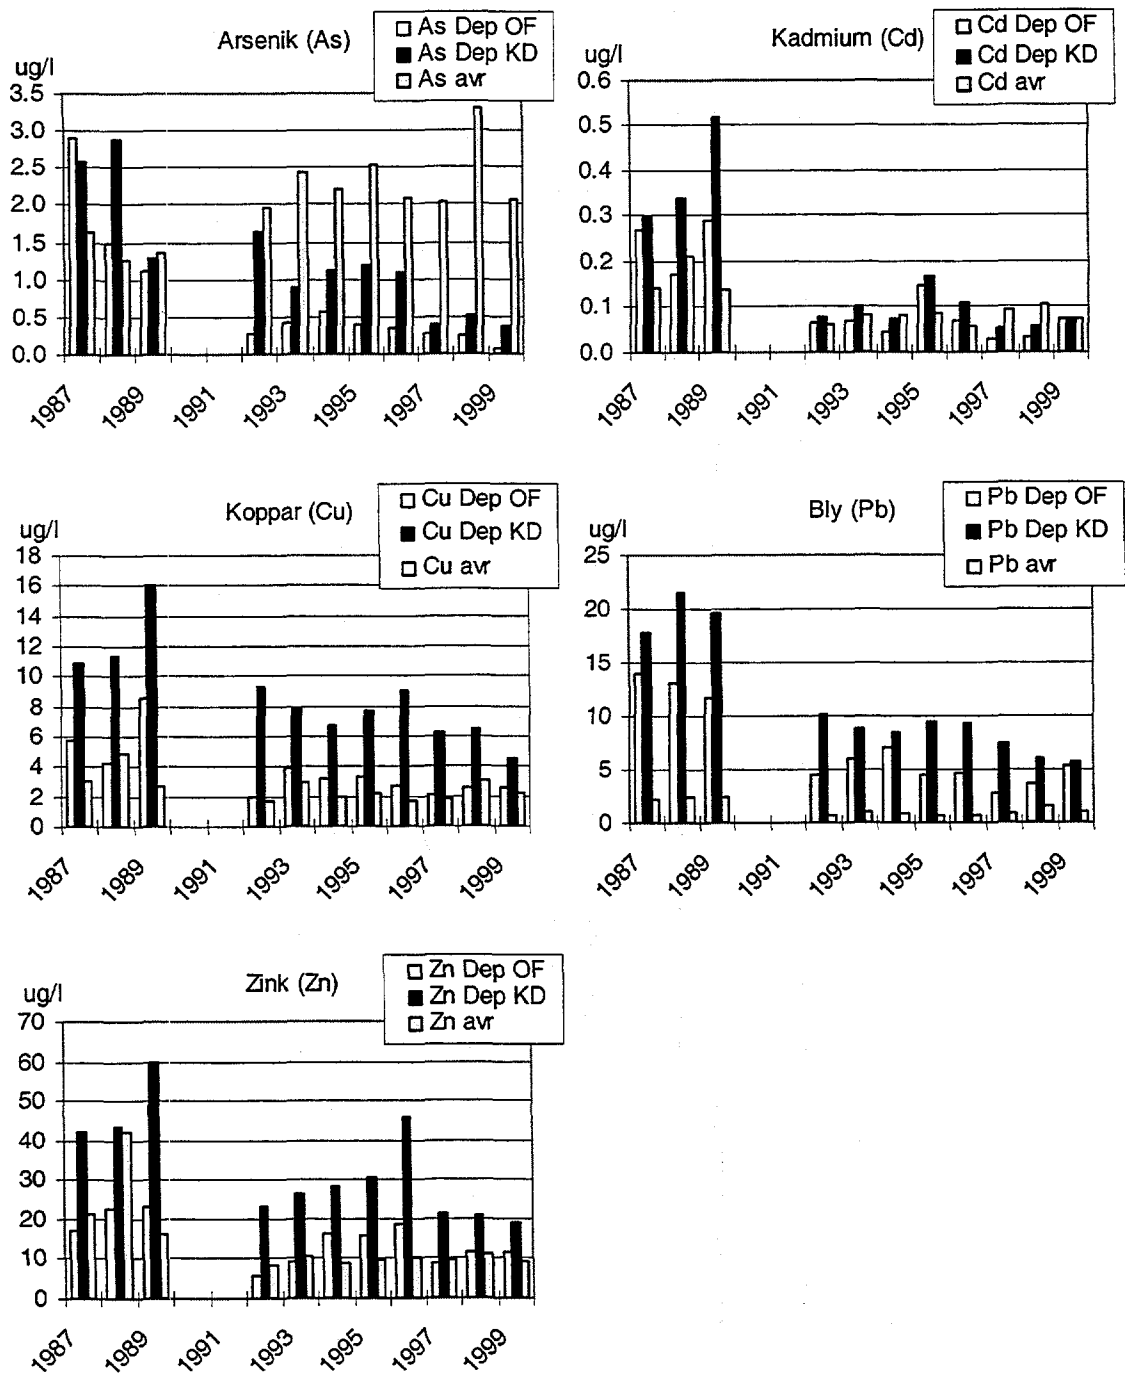 Arsenik (As)
As Dep OF
As Dep KD
As avr
ug/l
3.5
3.0
2.5
2.0
1.5
1.0
0.5
0.0
1987
1989
1991
1993
1995
1997
1999
Kadmium (Cd)
Cd Dep OF
Cd Dep KD
Cd avr
ug/l
0.6
0.5
0.4
0.3
0.2
0.1
0.0
1987
1989
1991
1993
1995
1997
1999
Koppar (Cu)
Cu Dep OF
Cu Dep KD
Cu avr
ug/l
18
16
14
12
10
8
6
4
2
0
1987
1989
1991
1993
1995
1997
1999
Bly (Pb)
Pb Dep OF
Pb Dep KD
Pb avr
ug/l
25
20
15
10
5
0
1987
1989
1991
1993
1995
1997
1999
Zink (Zn)
Zn Dep OF
Zn Dep KD
Zn avr
ug/l
70
60
50
40
30
20
10
0
1987
1989
1991
1993
1995
1997
1999